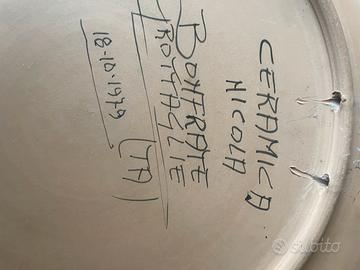 CERAMICA
NICOLA
BONFRATE
GROTTAGLIE
(TA)
18-10-1979
subito